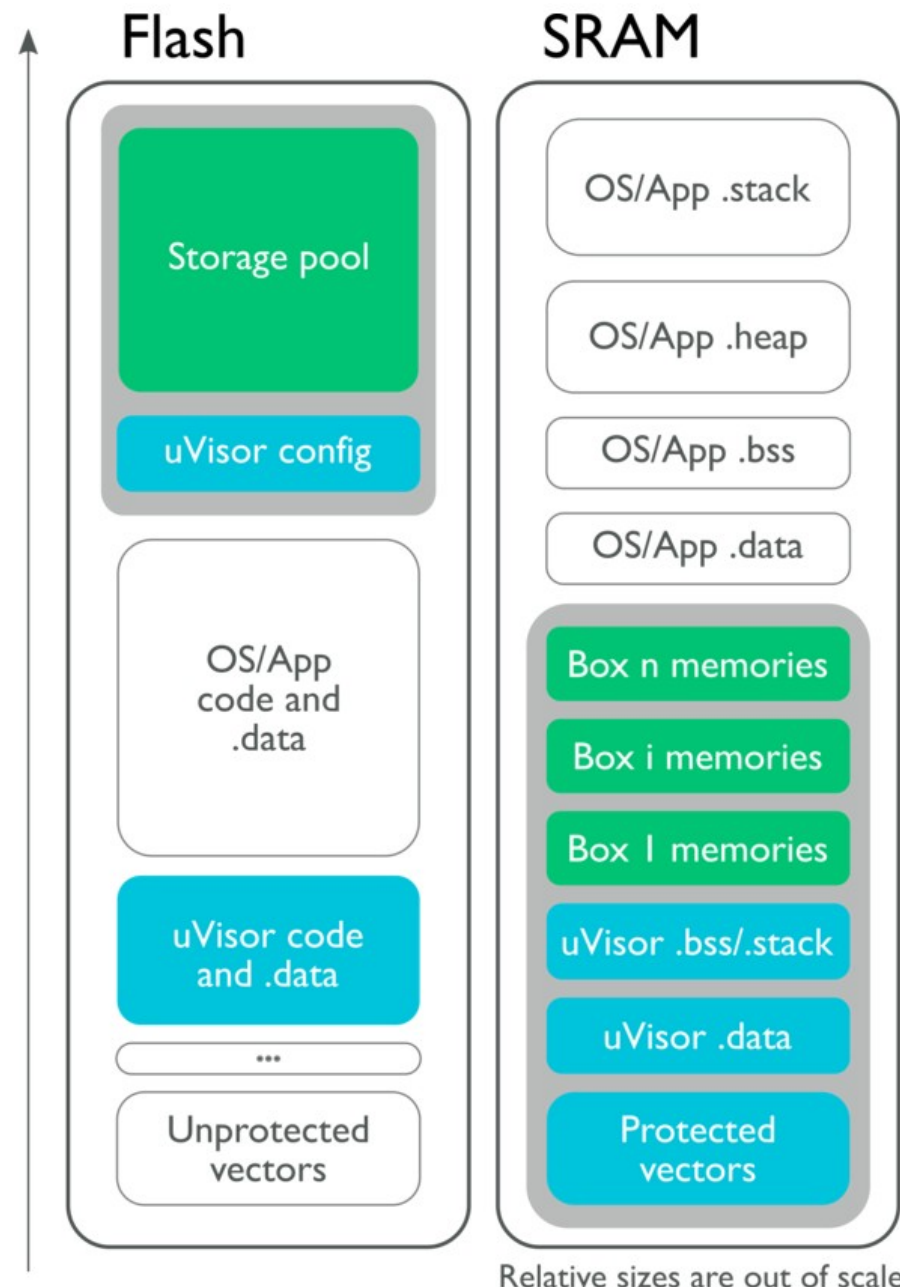 Flash
Storage pool
uVisor config
OS/App
code and
.data
uVisor code
and .data
...
Unprotected
vectors
SRAM
OS/App .stack
OS/App .heap
OS/App .bss
OS/App .data
Box n memories
Box i memories
Box 1 memories
uVisor .bss/.stack
uVisor .data
Protected
vectors
Relative sizes are out of scale